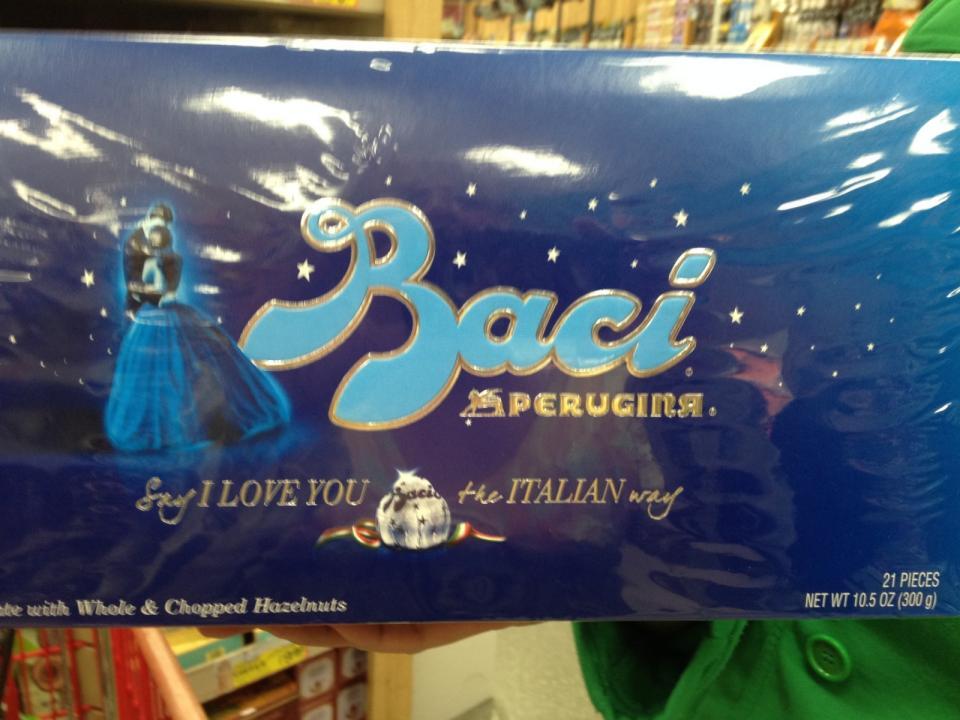 Baci
PERUGINA
Say I LOVE YOU the ITALIAN way
Baci
21 PIECES
NET WT 10.5 OZ (300 g)
with Whole & Chopped Hazelnuts